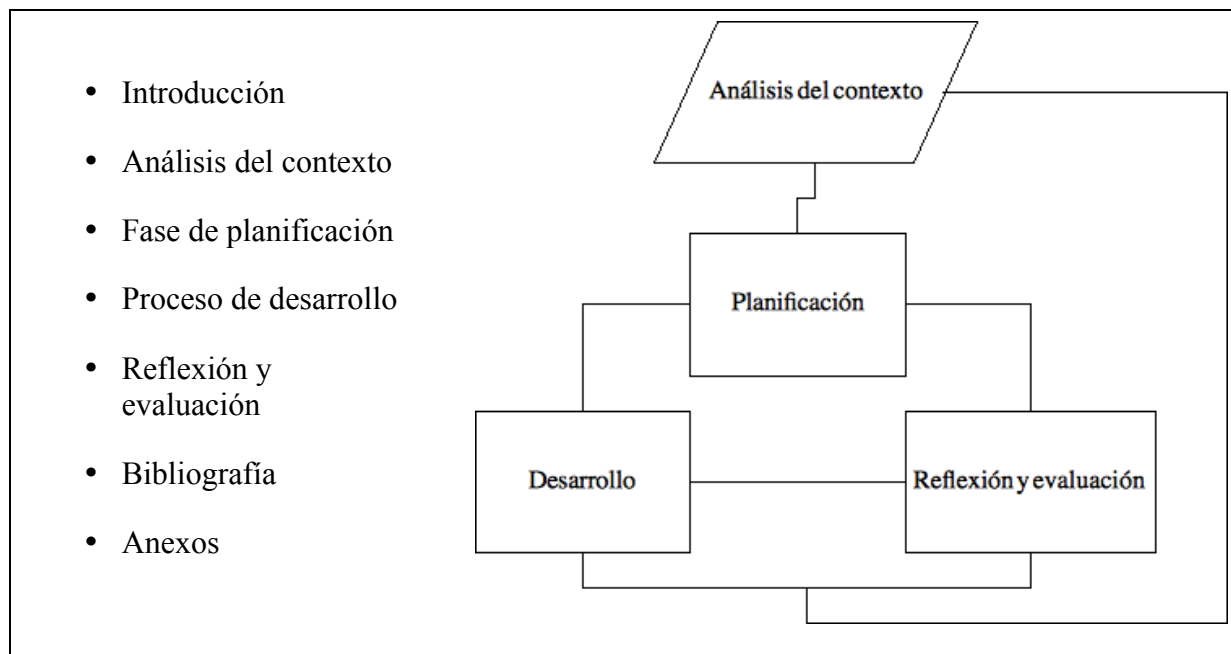 • Introducción
• Análisis del contexto
• Fase de planificación
• Proceso de desarrollo
• Reflexión y
evaluación
• Bibliografía
• Anexos
Análisis del contexto
Planificación
Desarrollo
Reflexión y evaluación